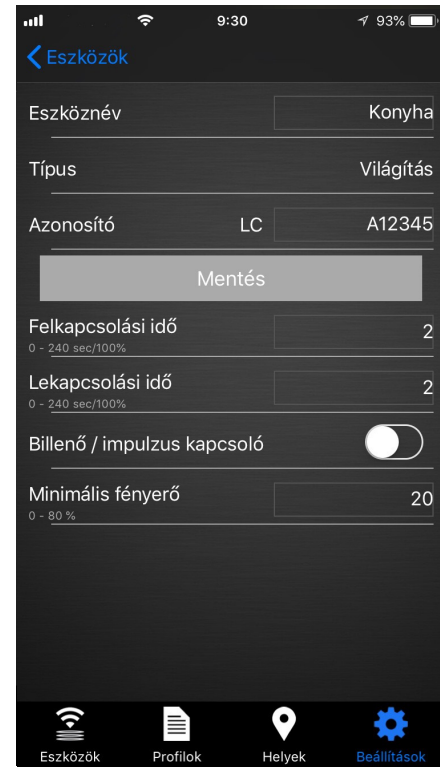 9:30
93%
Eszközök
Eszköznév Konyha
Típus Világítás
Azonosító LC A12345
Mentés
Felkapcsolási idő 2
0 - 240 sec/100%
Lekapcsolási idő 2
0 - 240 sec/100%
Billenő / impulzus kapcsoló
Minimális fényerő 20
0 - 80 %
Eszközök Profilok Helyek Beállítások